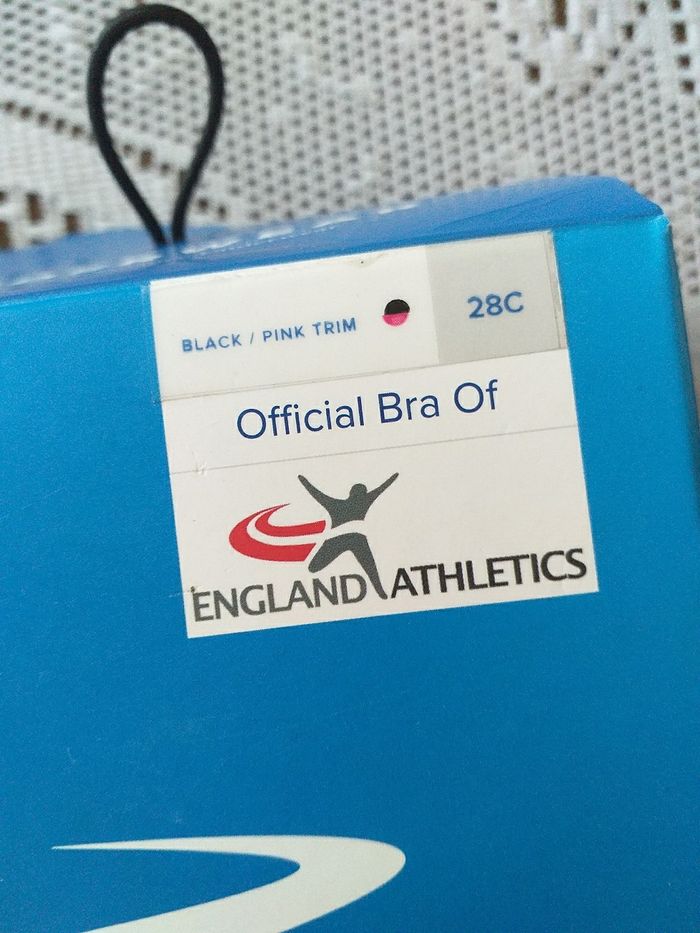 BLACK / PINK TRIM
28C
Official Bra Of
ENGLAND ATHLETICS